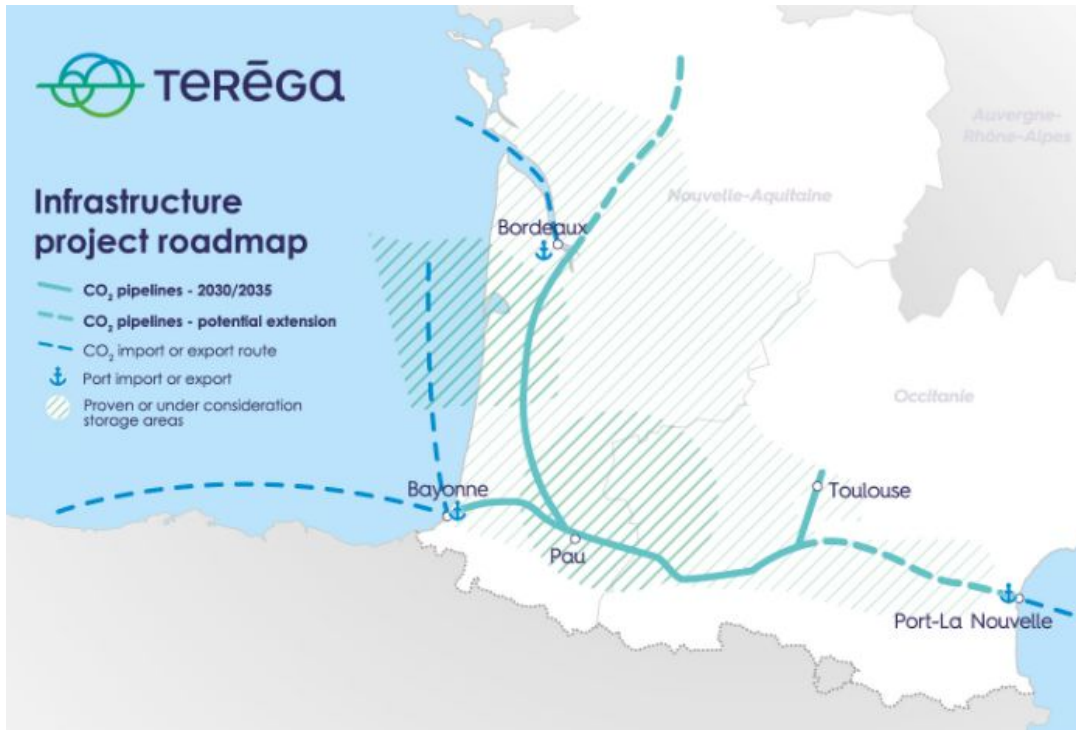 TERĒGA
Infrastructure
project roadmap
CO₂ pipelines - 2030/2035
CO₂ pipelines - potential extension
CO₂ import or export route
Port import or export
Proven or under consideration
storage areas
Auvergne-
Rhône-Alpes
Nouvelle-Aquitaine
Bordeaux
Occitanie
Bayonne
Toulouse
Pau
Port-La Nouvelle